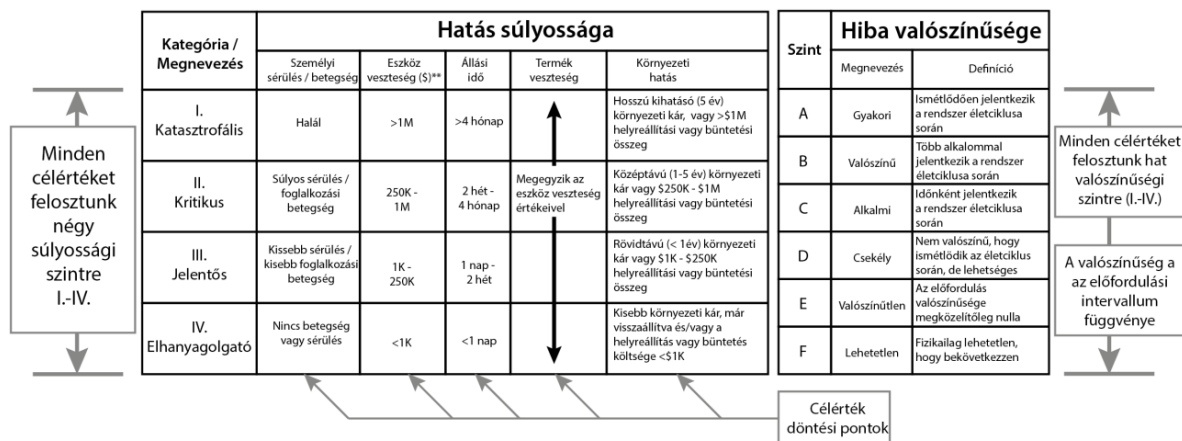 Minden
célértéket
felosztunk
négy
súlyossági
szintre
I.-IV.
Kategória /
Megnevezés
Hatás súlyossága
Személyi
sérülés / betegség
Eszköz
veszteség ($)**
Állási
idő
Termék
veszteség
Környezeti
hatás
I.
Katasztrofális
Halál
>1M
>4 hónap
Hosszú kihatásó (5 év)
környezeti kár, vagy >$1M
helyreállítási vagy büntetési
összeg
II.
Kritikus
Súlyos sérülés /
foglalkozási
betegség
250K -
1M
2 hét-
4 hónap
Megegyzik az
eszköz veszteség
értékeivel
Középtávú (1-5 év) környezeti
kár vagy $250K - $1M
helyreállítási vagy büntetési
összeg
III.
Jelentős
Kissebb sérülés /
kisebb foglalkozási
betegség
1K -
250K
1 nap -
2 hét
Rövidtávú (< 1év) környezeti
kár vagy $1K - $250K
helyreállítási vagy büntetési
összeg
IV.
Elhanyagolgató
Nincs betegség
vagy sérülés
<1K
<1 nap
Kisebb környezeti kár, már
visszaállítva és/vagy a
helyreállítás vagy büntetés
költsége <$1K
Szint
Hiba valószínűsége
Megnevezés
Definíció
A
Gyakori
Ismétlődően jelentkezik
a rendszer életciklusa
során
B
Valószínű
Több alkalommal
jelentkezik a rendszer
életciklusa során
C
Alkalmi
Időnként jelentkezik
a rendszer életciklusa
során
D
Csekély
Nem valószínű, hogy
ismétlödik az életciklus
során, de lehetséges
E
Valószínűtlen
Az előfordulás
valószínűsége
megközelítőleg nulla
F
Lehetetlen
Fizikailag lehetetlen,
hogy bekövetkezzen
Minden célértéket
felosztunk hat
valószínűségi
szintre (I.-IV.)
A valószínűség a
az előfordulási
intervallum
függvénye
Célérték
döntési pontok